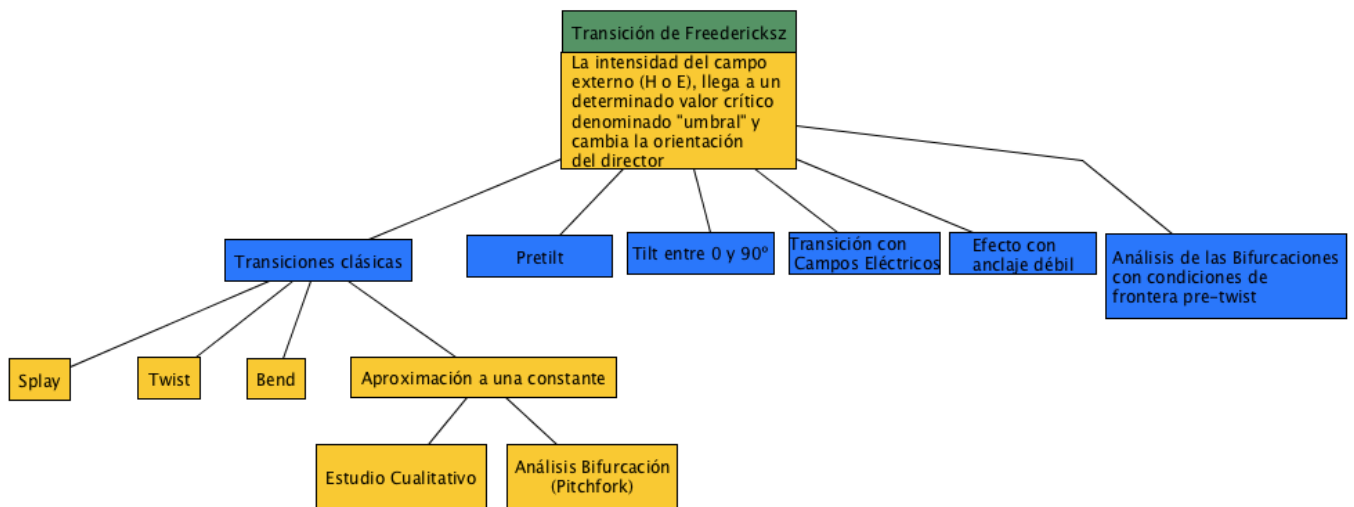 Transición de Freedericksz
La intensidad del campo
externo (H o E), llega a un
determinado valor crítico
denominado "umbral" y
cambia la orientación
del director
Transiciones clásicas
Pretilt
Tilt entre 0 y 90º
Transición con
Campos Eléctricos
Efecto con
anclaje débil
Análisis de las Bifurcaciones
con condiciones de
frontera pre-twist
Splay
Twist
Bend
Aproximación a una constante
Estudio Cualitativo
Análisis Bifurcación
(Pitchfork)